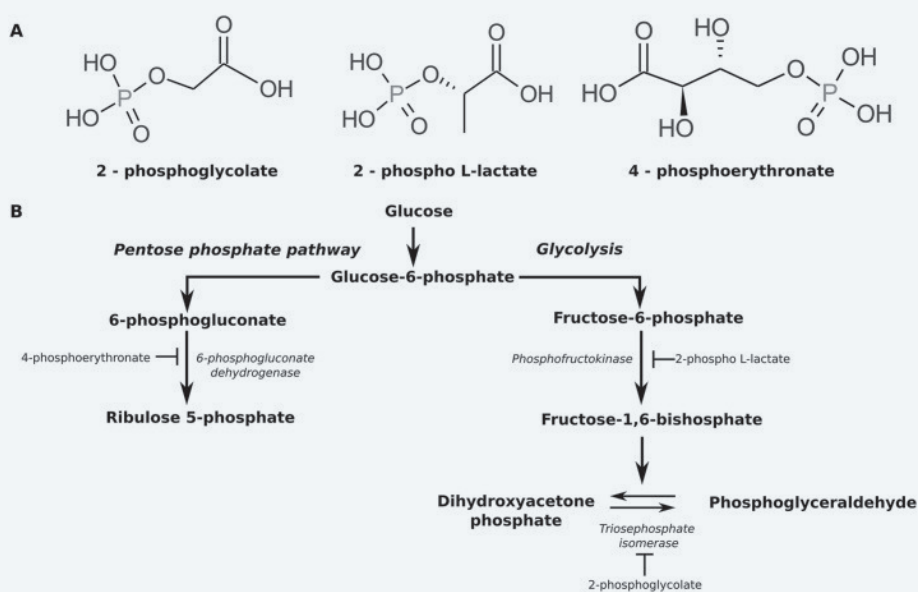 A
O
HO
O
OH
P
HO
O
2 - phosphoglycolate
O
HO
O
OH
P
HO
O
2 - phospho L-lactate
HO
O
O
OH
P
HO
OH
O
HO
4 - phosphoerythronate
B
Glucose
Pentose phosphate pathway
Glycolysis
Glucose-6-phosphate
6-phosphogluconate
Fructose-6-phosphate
4-phosphoerythronate
6-phosphogluconate
dehydrogenase
Phosphofructokinase
2-phospho L-lactate
Ribulose 5-phosphate
Fructose-1,6-bishosphate
Dihydroxyacetone
phosphate
Phosphoglyceraldehyde
Triosephosphate
isomerase
2-phosphoglycolate